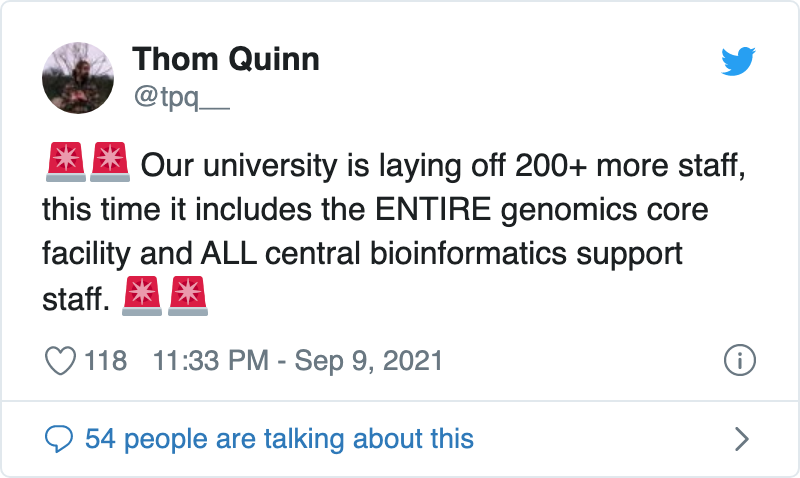 Thom Quinn
@tpq__
🚨🚨 Our university is laying off 200+ more staff,
this time it includes the ENTIRE genomics core
facility and ALL central bioinformatics support
staff. 🚨🚨
118 11:33 PM - Sep 9, 2021
54 people are talking about this